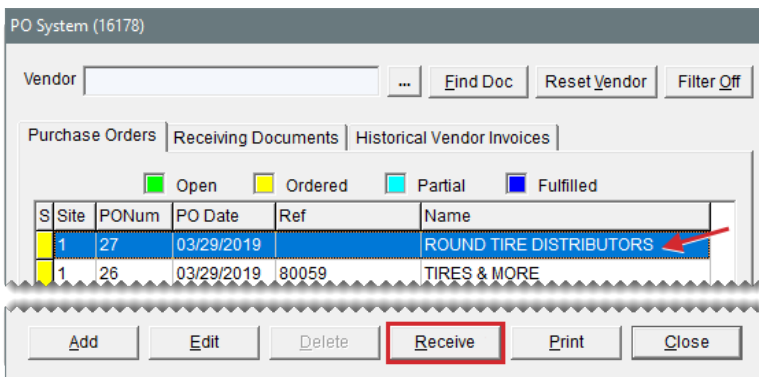 PO System (16178)
Vendor ... Find Doc Reset Vendor Filter Off
Purchase Orders Receiving Documents Historical Vendor Invoices
Open Ordered Partial Fulfilled
S Site PONum PO Date Ref Name
1 27 03/29/2019 ROUND TIRE DISTRIBUTORS
1 26 03/29/2019 80059 TIRES & MORE
Add Edit Delete Receive Print Close